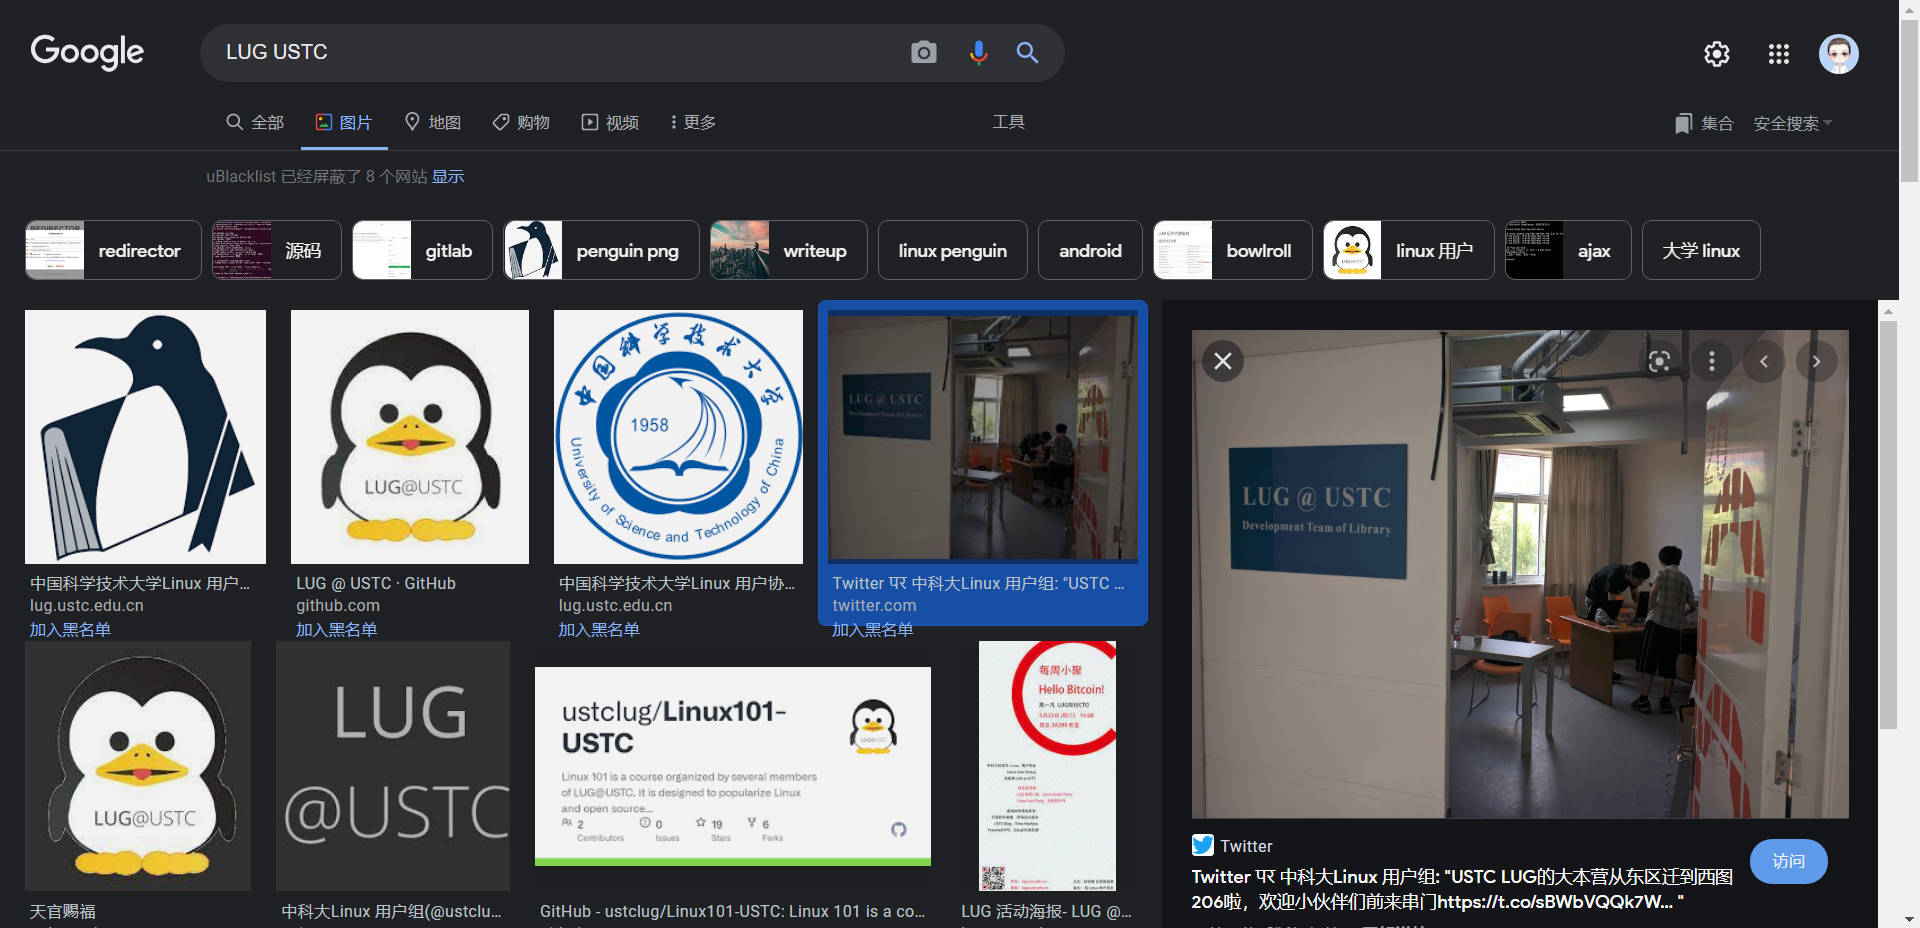 Google
LUG USTC
全部
图片
地图
购物
视频
更多
工具
集合
安全搜索
uBlacklist 已经屏蔽了 8 个网站 显示
redirector
源码
gitlab
penguin png
writeup
linux penguin
android
bowlroll
linux 用户
ajax
大学 linux
LUG@USTC
中国科学技术大学
1958
University of Science and Technology of China
LUG @ USTC
Development Team of Library
LUG @ USTC
Development Team of Library
中国科学技术大学Linux 用户...
lug.ustc.edu.cn
加入黑名单
LUG @ USTC · GitHub
github.com
加入黑名单
中国科学技术大学Linux 用户协...
lug.ustc.edu.cn
加入黑名单
Twitter पर 中科大Linux 用户组: "USTC ...
twitter.com
加入黑名单
LUG@USTC
LUG
@USTC
ustclug/Linux101-
USTC
Linux 101 is a course organized by several members
of LUG@USTC. It is designed to popularize Linux
and open source...
2
Contributors
0
Issues
19
Stars
6
Forks
每周小聚
Hello Bitcoin!
天官赐福
中科大Linux 用户组(@ustclu...
GitHub - ustclug/Linux101-USTC: Linux 101 is a co...
LUG 活动海报- LUG @...
Twitter
访问
Twitter पर 中科大Linux 用户组: "USTC LUG的大本营从东区迁到西图
206啦，欢迎小伙伴们前来串门https://t.co/sBWbVQQk7W... "